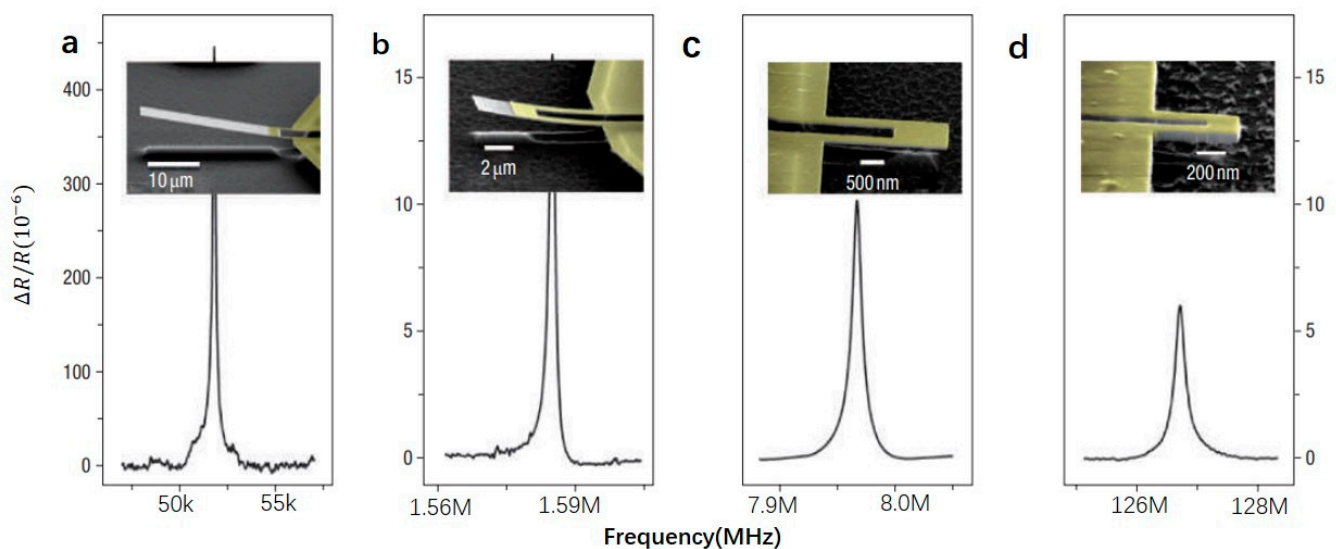 a
b
c
d
ΔR/R(10⁻⁶)
400
300
200
100
0
10 μm
50k
55k
15
10
5
0
2 μm
1.56M
1.59M
500 nm
7.9M
8.0M
200 nm
15
10
5
0
126M
128M
Frequency(MHz)